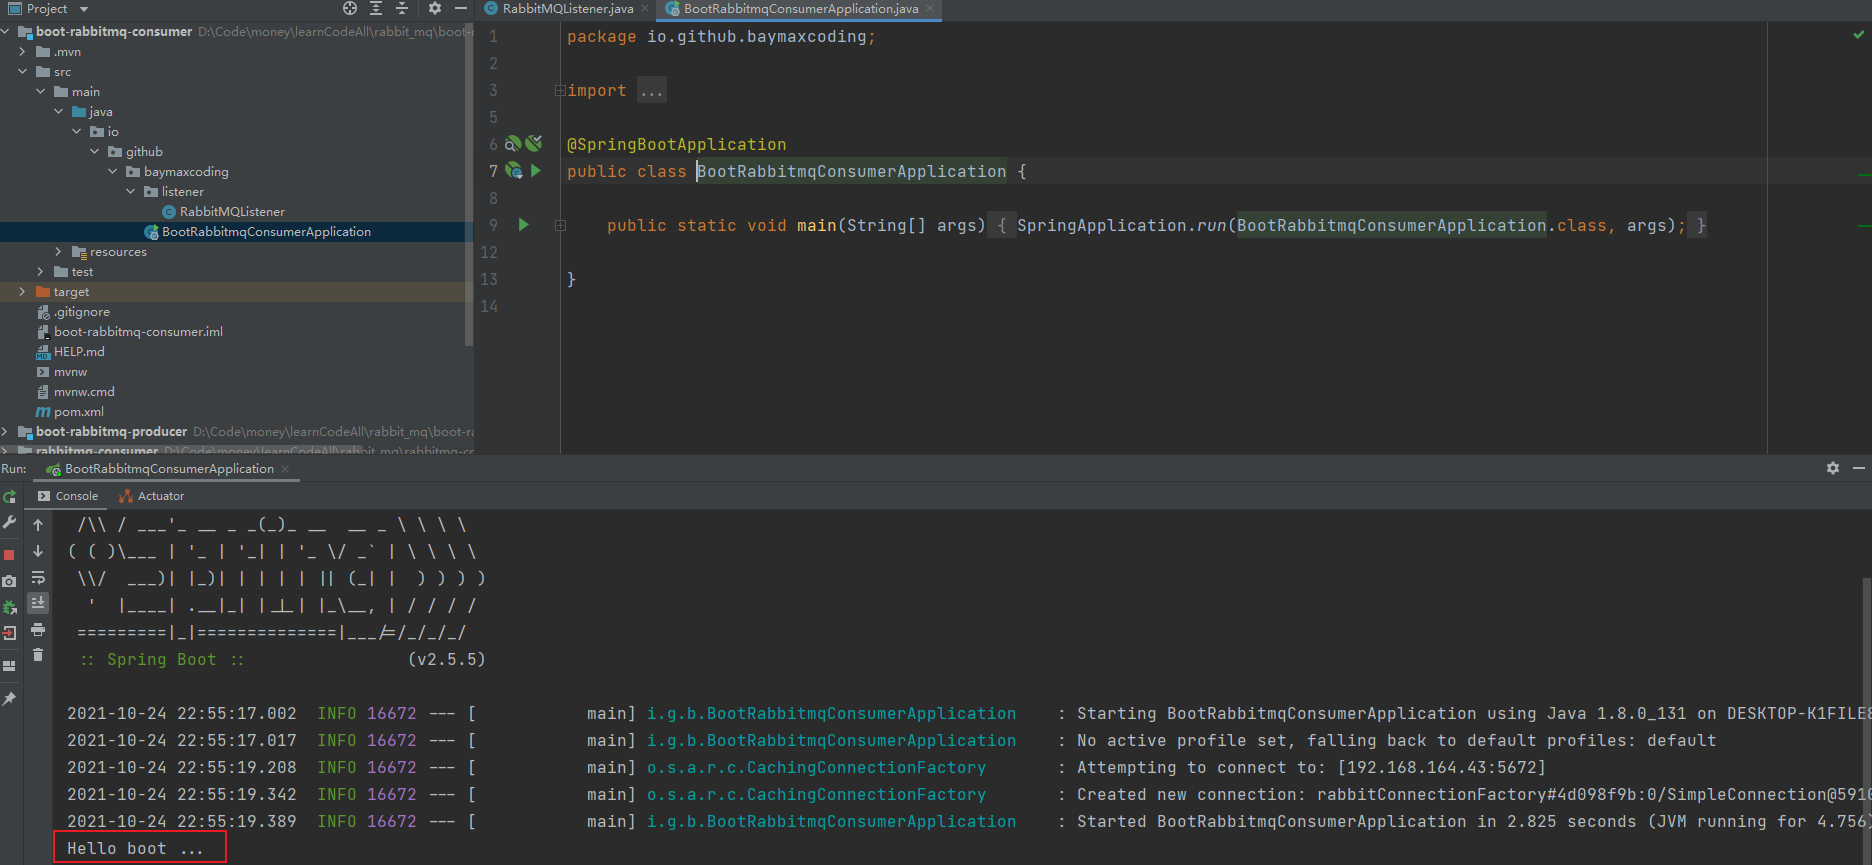 Project
RabbitMQListener.java
BootRabbitmqConsumerApplication.java
boot-rabbitmq-consumer D:\Code\money\learnCodeAll\rabbit_mq\boot-
.mvn
src
main
java
io
github
baymaxcoding
listener
RabbitMQListener
BootRabbitmqConsumerApplication
resources
test
target
.gitignore
boot-rabbitmq-consumer.iml
HELP.md
mvnw
mvnw.cmd
pom.xml
boot-rabbitmq-producer D:\Code\money\learnCodeAll\rabbit_mq\boot-ra
rabbitmq-consumer D:\Code\money\learnCodeAll\rabbit_mq\rabbitmq-co
1 package io.github.baymaxcoding;
2
3 import ...
5
6 @SpringBootApplication
7 public class BootRabbitmqConsumerApplication {
8
9 public static void main(String[] args) { SpringApplication.run(BootRabbitmqConsumerApplication.class, args); }
12
13 }
14
Run: BootRabbitmqConsumerApplication
Console Actuator
 /\\ / ___'_ __ _ _(_)_ __  __ _ \ \ \ \
( ( )\___ | '_ | '_| | '_ \/ _` | \ \ \ \
 \\/  ___)| |_)| | | | | || (_| |  ) ) ) )
  '  |____| .__|_| |_|_| |_\__, | / / / /
 =========|_|==============|___/=/_/_/_/
 :: Spring Boot ::                (v2.5.5)
2021-10-24 22:55:17.002  INFO 16672 --- [           main] i.g.b.BootRabbitmqConsumerApplication    : Starting BootRabbitmqConsumerApplication using Java 1.8.0_131 on DESKTOP-K1FILE8
2021-10-24 22:55:17.017  INFO 16672 --- [           main] i.g.b.BootRabbitmqConsumerApplication    : No active profile set, falling back to default profiles: default
2021-10-24 22:55:19.208  INFO 16672 --- [           main] o.s.a.r.c.CachingConnectionFactory       : Attempting to connect to: [192.168.164.43:5672]
2021-10-24 22:55:19.342  INFO 16672 --- [           main] o.s.a.r.c.CachingConnectionFactory       : Created new connection: rabbitConnectionFactory#4d098f9b:0/SimpleConnection@5910
2021-10-24 22:55:19.389  INFO 16672 --- [           main] i.g.b.BootRabbitmqConsumerApplication    : Started BootRabbitmqConsumerApplication in 2.825 seconds (JVM running for 4.756)
Hello boot ...